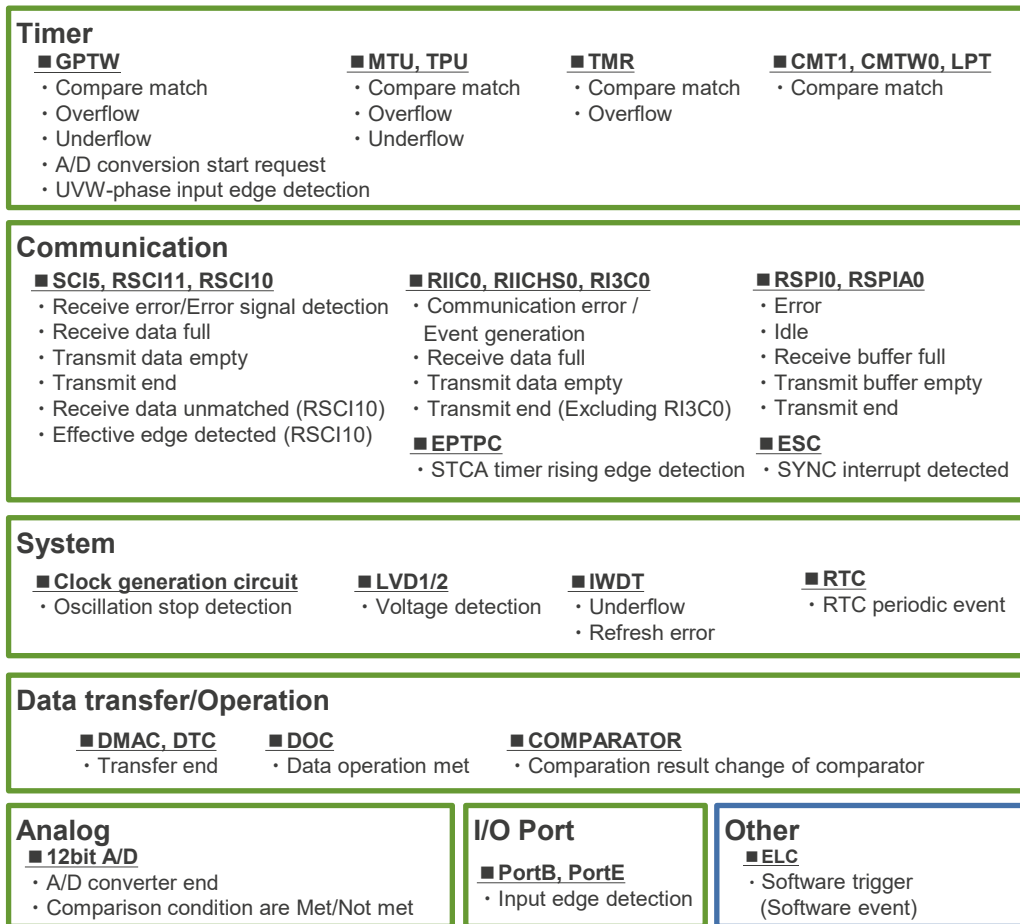 Timer
■ GPTW
・Compare match
・Overflow
・Underflow
・A/D conversion start request
・UVW-phase input edge detection
■ MTU, TPU
・Compare match
・Overflow
・Underflow
■ TMR
・Compare match
・Overflow
■ CMT1, CMTW0, LPT
・Compare match
Communication
■ SCI5, RSCI11, RSCI10
・Receive error/Error signal detection
・Receive data full
・Transmit data empty
・Transmit end
・Receive data unmatched (RSCI10)
・Effective edge detected (RSCI10)
■ RIIC0, RIICHS0, RI3C0
・Communication error /
Event generation
・Receive data full
・Transmit data empty
・Transmit end (Excluding RI3C0)
■ EPTPC
・STCA timer rising edge detection
■ RSPI0, RSPIA0
・Error
・Idle
・Receive buffer full
・Transmit buffer empty
・Transmit end
■ ESC
・SYNC interrupt detected
System
■ Clock generation circuit
・Oscillation stop detection
■ LVD1/2
・Voltage detection
■ IWDT
・Underflow
・Refresh error
■ RTC
・RTC periodic event
Data transfer/Operation
■ DMAC, DTC
・Transfer end
■ DOC
・Data operation met
■ COMPARATOR
・Comparation result change of comparator
Analog
■ 12bit A/D
・A/D converter end
・Comparison condition are Met/Not met
I/O Port
■ PortB, PortE
・Input edge detection
Other
■ ELC
・Software trigger
(Software event)